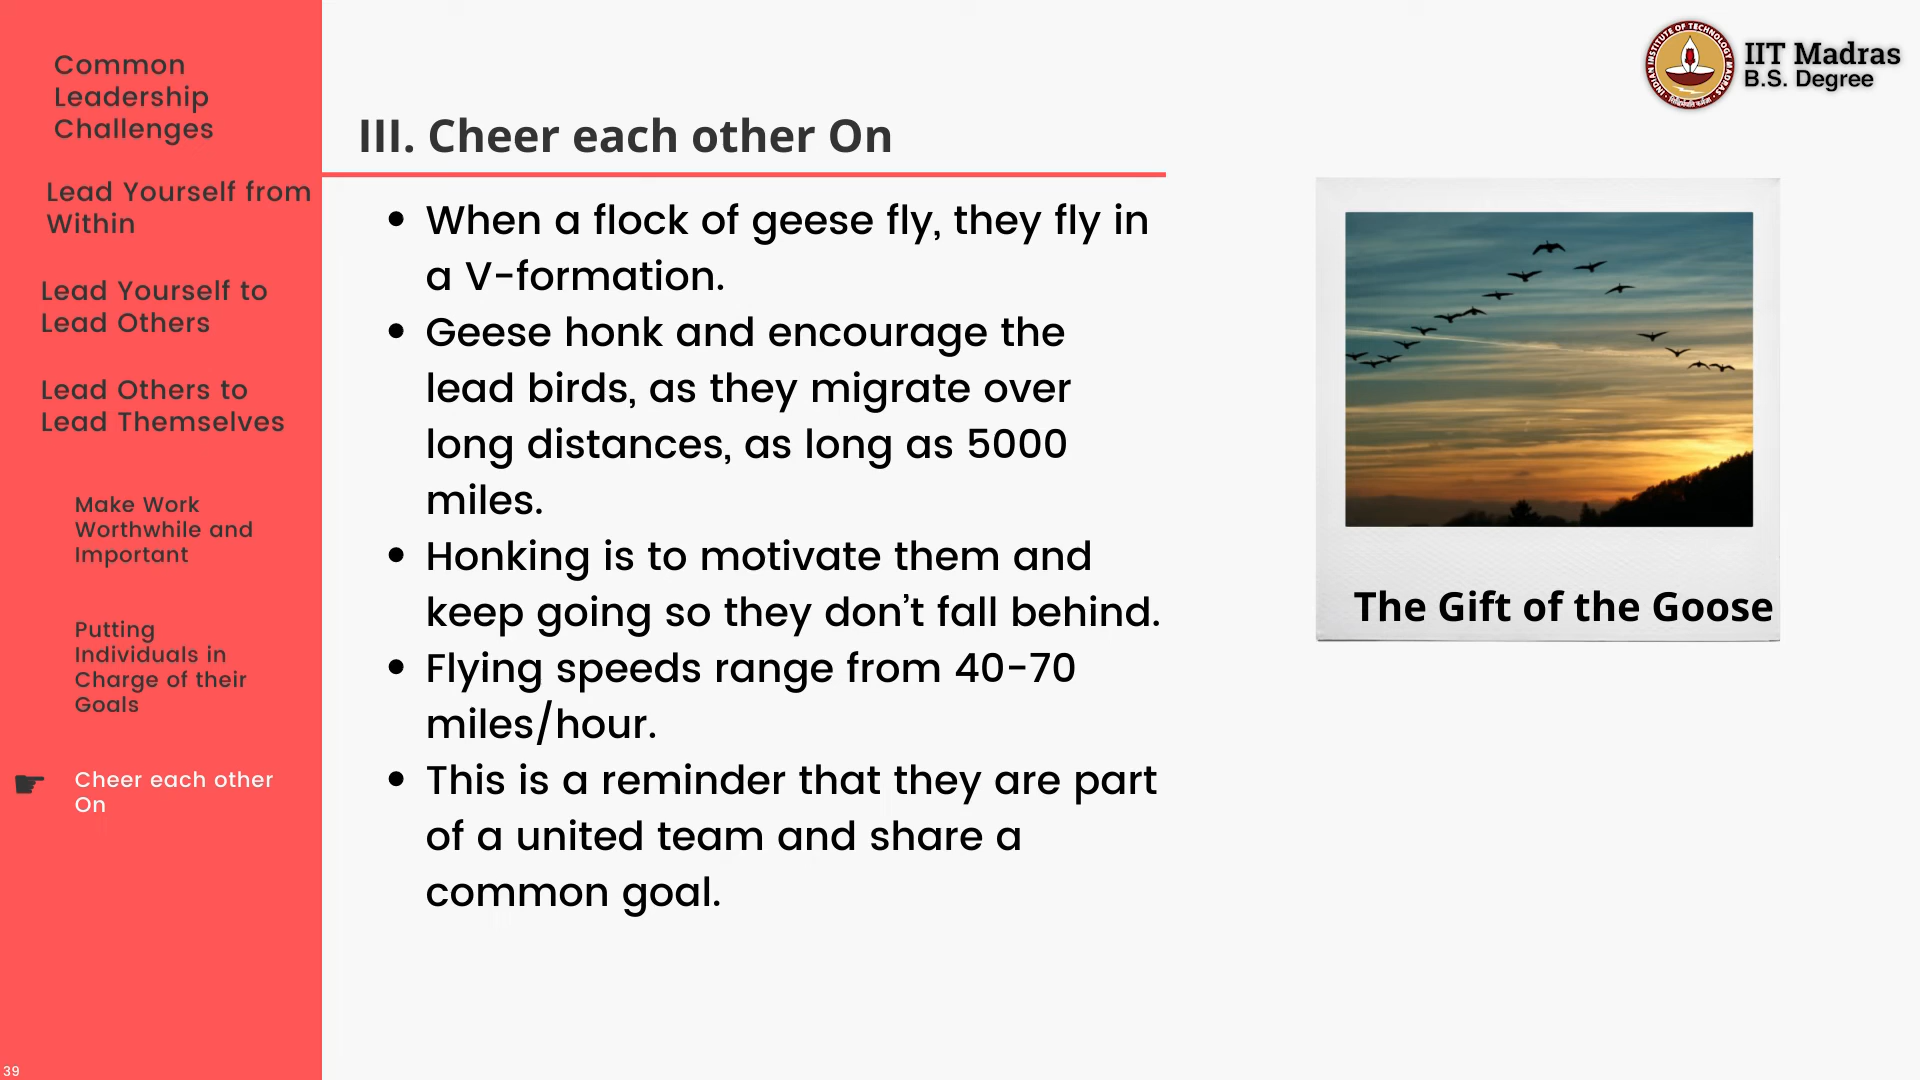 Common
Leadership
Challenges
Lead Yourself from
Within
Lead Yourself to
Lead Others
Lead Others to
Lead Themselves
Make Work
Worthwhile and
Important
Putting
Individuals in
Charge of their
Goals
Cheer each other
On
39
III. Cheer each other On
• When a flock of geese fly, they fly in
a V-formation.
• Geese honk and encourage the
lead birds, as they migrate over
long distances, as long as 5000
miles.
• Honking is to motivate them and
keep going so they don't fall behind.
• Flying speeds range from 40-70
miles/hour.
• This is a reminder that they are part
of a united team and share a
common goal.
INDIAN INSTITUTE OF TECHNOLOGY MADRAS
IIT Madras
B.S. Degree
The Gift of the Goose